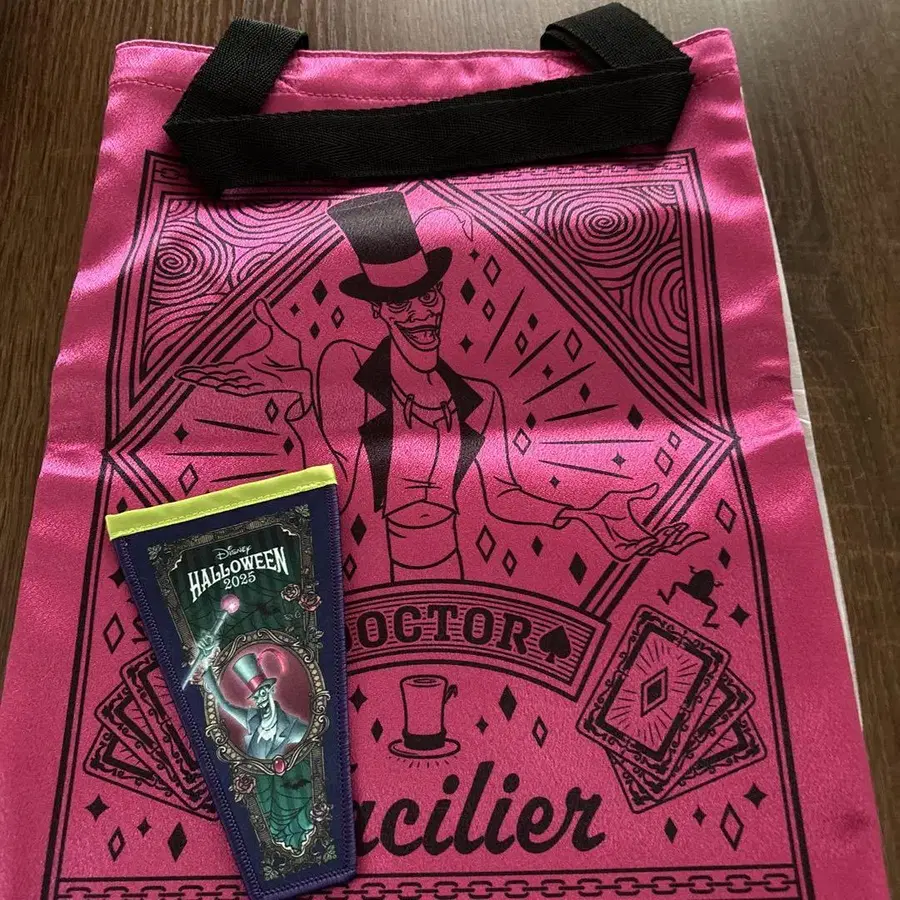 DOCTOR
acilier
Disney
HALLOWEEN
2025